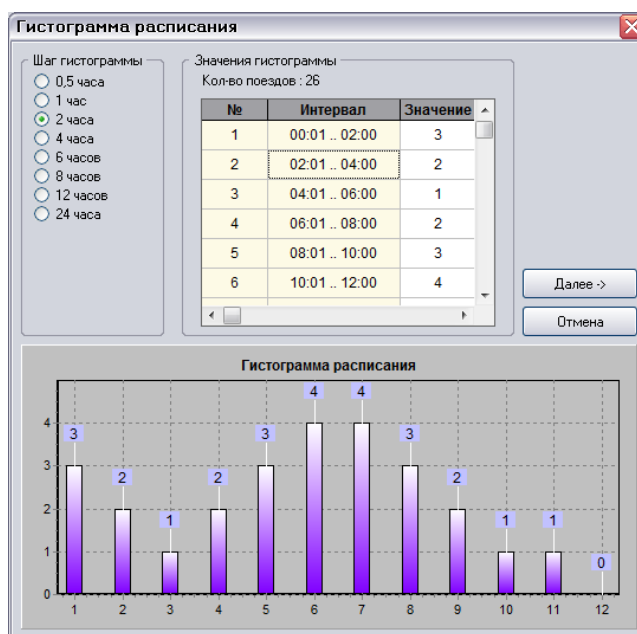 Гистограмма расписания
Шаг гистограммы
0,5 часа
1 час
2 часа
4 часа
6 часов
8 часов
12 часов
24 часа
Значения гистограммы
Кол-во поездов : 26
№ Интервал Значение
1 00:01 .. 02:00 3
2 02:01 .. 04:00 2
3 04:01 .. 06:00 1
4 06:01 .. 08:00 2
5 08:01 .. 10:00 3
6 10:01 .. 12:00 4
Далее ->
Отмена
Гистограмма расписания
4 4
4
3 3 3
3
2 2 2
2
1 1 1
1
0
0
1 2 3 4 5 6 7 8 9 10 11 12